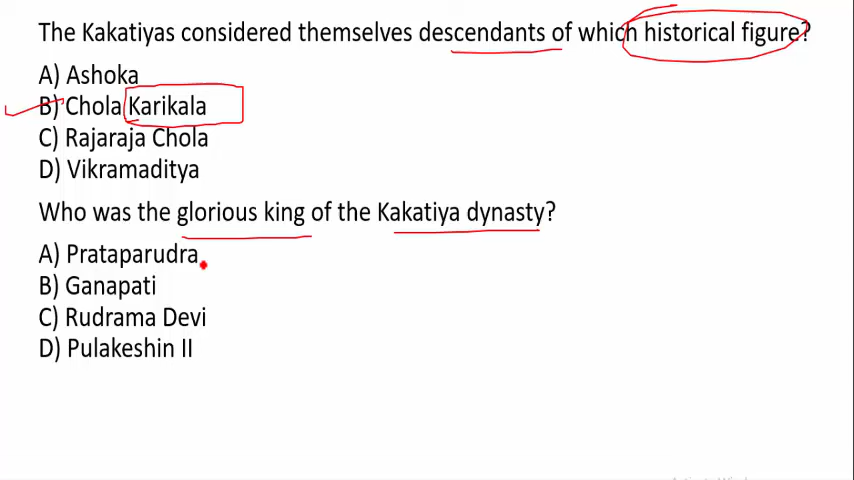 The Kakatiyas considered themselves descendants of which historical figure?
A) Ashoka
B) Chola Karikala
C) Rajaraja Chola
D) Vikramaditya
Who was the glorious king of the Kakatiya dynasty?
A) Prataparudra
B) Ganapati
C) Rudrama Devi
D) Pulakeshin II